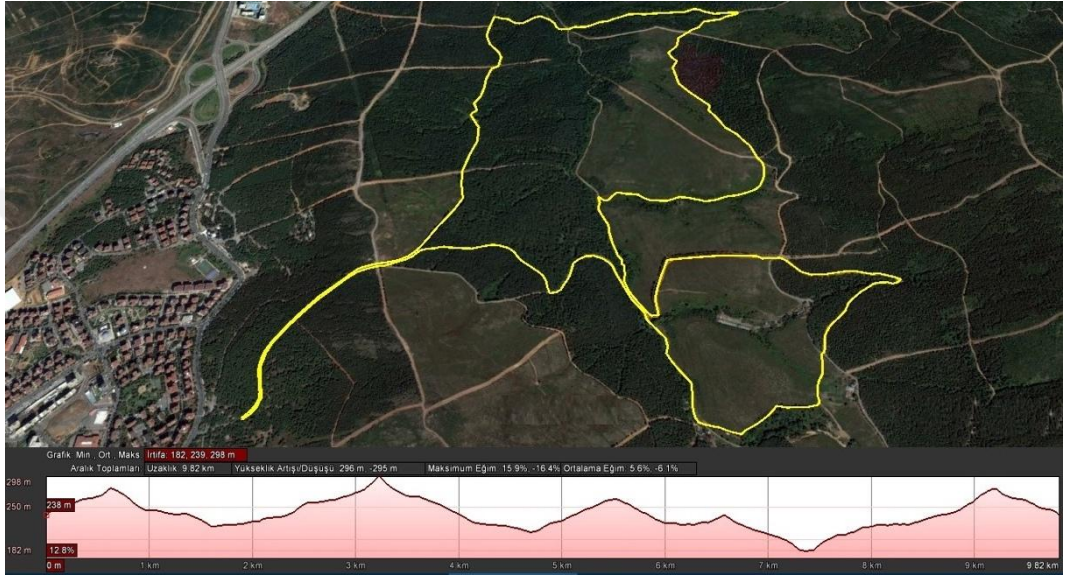 Grafik Min , Ort , Maks İrtifa: 182, 239, 298 m
Aralık Toplamları Uzaklık: 9.82 km Yükseklik Artışı/Düşüşü: 296 m, -295 m Maksimum Eğim: 15.9%, -16.4% Ortalama Eğim: 5.6%, -6.1%
298 m
238 m
250 m
182 m
12.8%
0 m 1 km 2 km 3 km 4 km 5 km 6 km 7 km 8 km 9 km 9.82 km